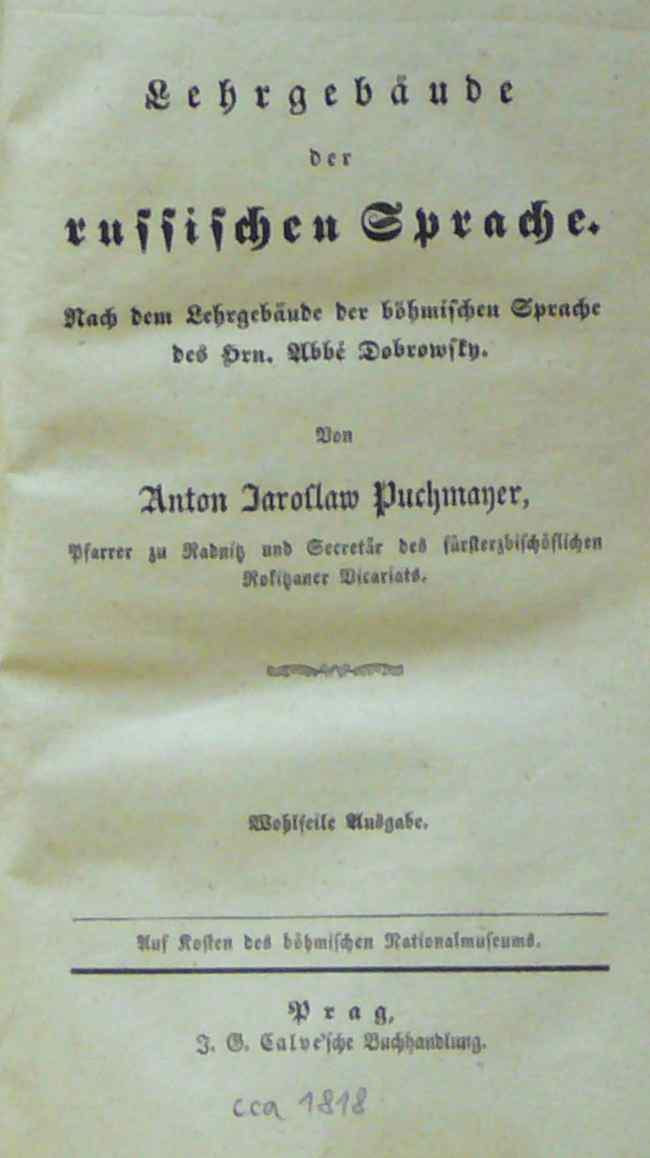 Lehrgebäude
der
russischen Sprache.
Nach dem Lehrgebäude der böhmischen Sprache
des Hrn. Abbé Dobrowsky.
Von
Anton Jaroslaw Puchmayer,
Pfarrer zu Radnitz und Secretär des fürsterzbischöflichen
Rokitzaner Vicariats.
Wohlfeile Ausgabe.
Auf Kosten des böhmischen Nationalmuseums.
Prag,
J. G. Calve'sche Buchhandlung.
cca 1818